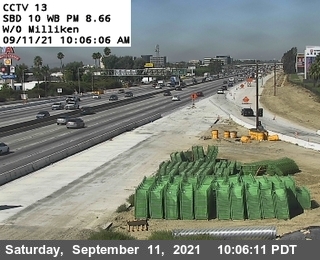 CCTV 13
SBD 10 WB PM 8.66
W/O Milliken
09/11/21 10:06:06 AM
Saturday, September 11, 2021 10:06:11 PDT